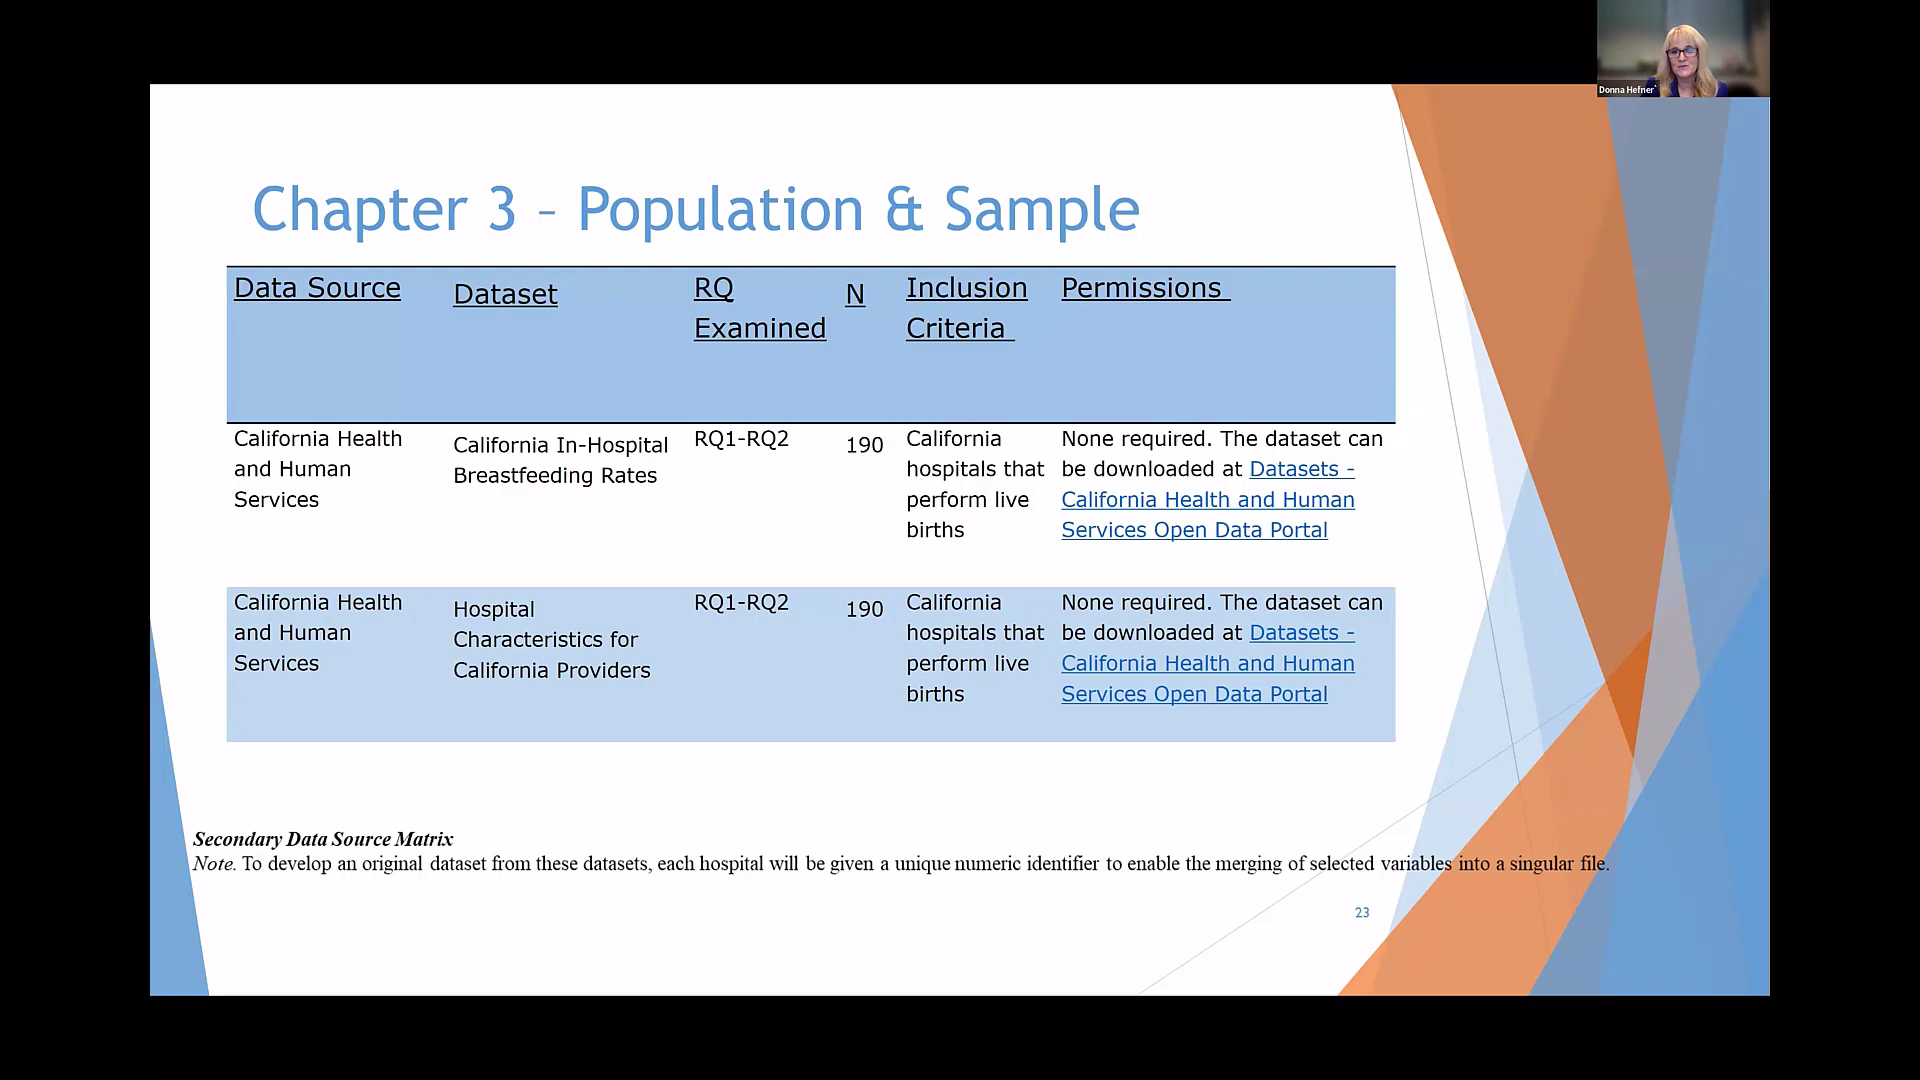 Donna Hefner
Chapter 3 – Population & Sample
Data Source
Dataset
RQ
Examined
N
Inclusion
Criteria
Permissions
California Health
and Human
Services
California In-Hospital
Breastfeeding Rates
RQ1-RQ2
190
California
hospitals that
perform live
births
None required. The dataset can
be downloaded at Datasets -
California Health and Human
Services Open Data Portal
California Health
and Human
Services
Hospital
Characteristics for
California Providers
RQ1-RQ2
190
California
hospitals that
perform live
births
None required. The dataset can
be downloaded at Datasets -
California Health and Human
Services Open Data Portal
Secondary Data Source Matrix
Note. To develop an original dataset from these datasets, each hospital will be given a unique numeric identifier to enable the merging of selected variables into a singular file.
23